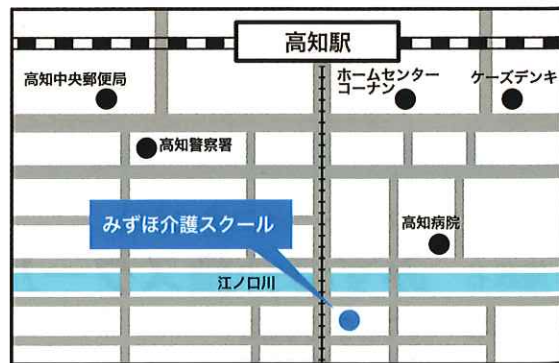 高知駅
高知中央郵便局
ホームセンター
コーナン
ケーズデンキ
高知警察署
みずほ介護スクール
高知病院
江ノ口川